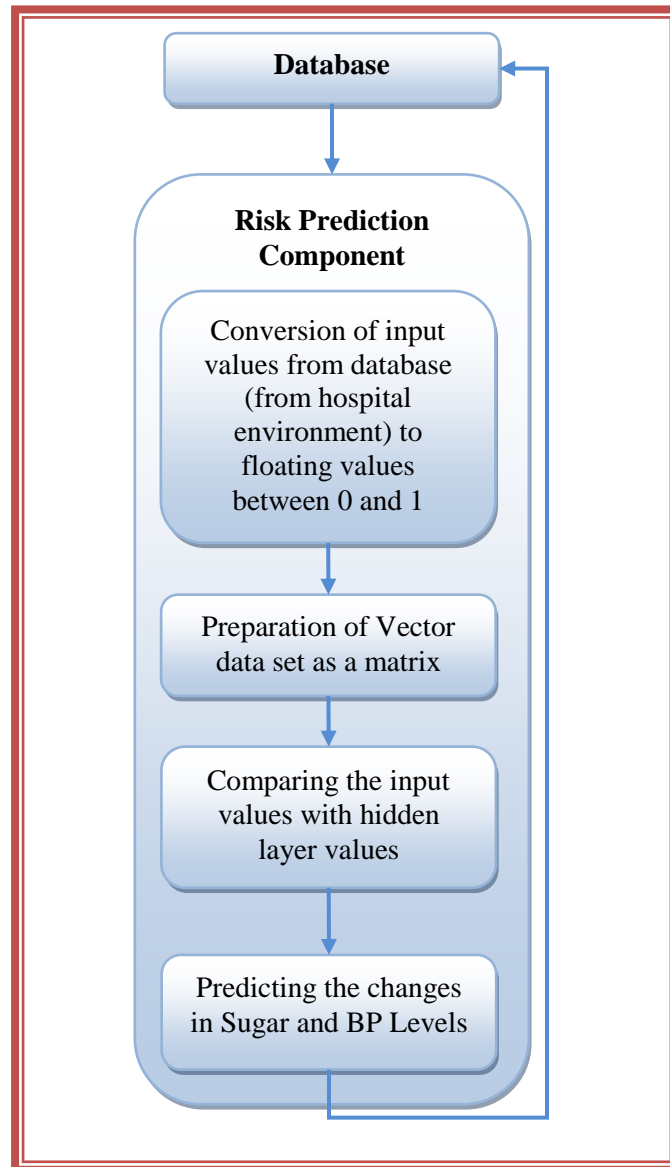 Database
Risk Prediction
Component
Conversion of input
values from database
(from hospital
environment) to
floating values
between 0 and 1
Preparation of Vector
data set as a matrix
Comparing the input
values with hidden
layer values
Predicting the changes
in Sugar and BP Levels